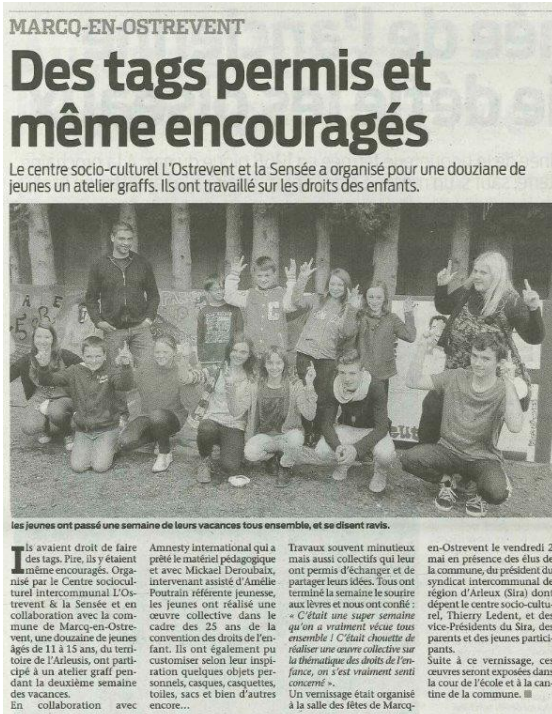 MARCQ-EN-OSTREVENT
Des tags permis et
même encouragés
Le centre socio-culturel L'Ostrevent et la Sensée a organisé pour une douziane de
jeunes un atelier graffs. Ils ont travaillé sur les droits des enfants.
les jeunes ont passé une semaine de leurs vacances tous ensemble, et se disent ravis.
Ils avaient droit de faire
des tags. Pire, ils y étaient
même encouragés. Orga-
nisé par le Centre sociocul-
turel intercommunal L'Os-
trevent & la Sensée et en
collaboration avec la com-
mune de Marcq-en-Ostre-
vent, une douzaine de jeunes
âgés de 11 à 15 ans, du terri-
toire de l'Arleusis, ont parti-
cipé à un atelier graff pen-
dant la deuxième semaine
des vacances.
En collaboration avec
Amnesty international qui a
prêté le matériel pédagogique
et avec Mickael Deroubaix,
intervenant assisté d'Amélie
Poutrain référente jeunesse,
les jeunes ont réalisé une
œuvre collective dans le
cadre des 25 ans de la
convention des droits de l'en-
fant. Ils ont également pu
customiser selon leur inspi-
ration quelques objets per-
sonnels, casques, casquettes,
toiles, sacs et bien d'autres
encore...
Travaux souvent minutieux
mais aussi collectifs qui leur
ont permis d'échanger et de
partager leurs idées. Tous ont
terminé la semaine le sourire
aux lèvres et nous ont confié :
« C'était une super semaine
qu'on a vraiment vécue tous
ensemble ! C'était chouette de
réaliser une œuvre collective sur
la thématique des droits de l'en-
fance, on s'est vraiment senti
concerné ».
Un vernissage était organisé
à la salle des fêtes de Marcq-
en-Ostrevent le vendredi 2
mai en présence des élus de
la commune, du président du
syndicat intercommunal de
région d'Arleux (Sira) dont
dépent le centre socio-cultu-
rel, Thierry Ledent, et des
vice-Présidents du Sira, des
parents et des jeunes partici-
pants.
Suite à ce vernissage, ces
œuvres seront exposées dans
la cour de l'école et à la can-
tine de la commune.